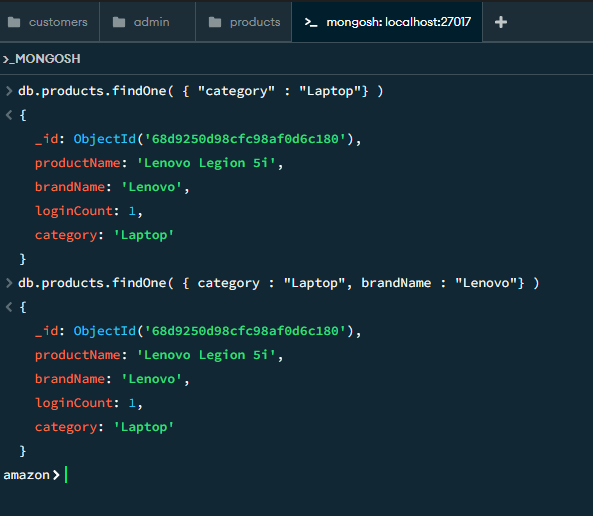 customers admin products >_ mongosh: localhost:27017 +
>_MONGOSH
> db.products.findOne( { "category" : "Laptop"} )
< {
_id: ObjectId('68d9250d98cfc98af0d6c180'),
productName: 'Lenovo Legion 5i',
brandName: 'Lenovo',
loginCount: 1,
category: 'Laptop'
}
> db.products.findOne( { category : "Laptop", brandName : "Lenovo"} )
< {
_id: ObjectId('68d9250d98cfc98af0d6c180'),
productName: 'Lenovo Legion 5i',
brandName: 'Lenovo',
loginCount: 1,
category: 'Laptop'
}
amazon>